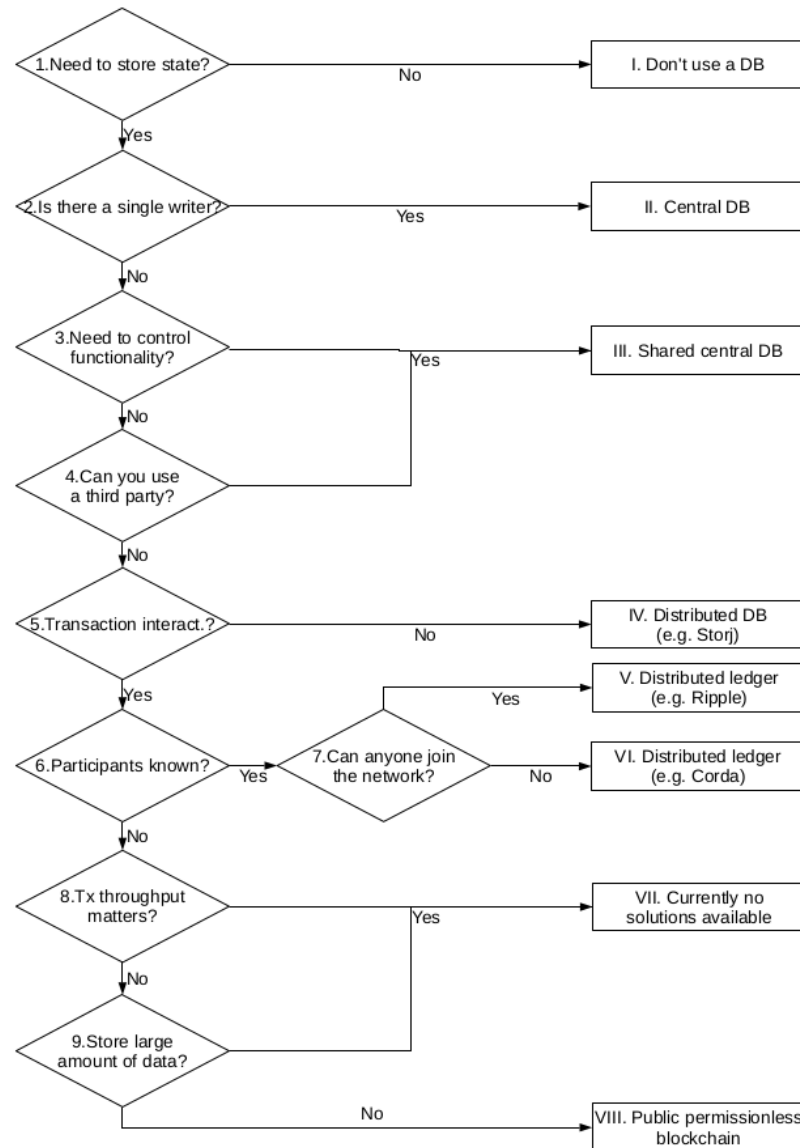 1.Need to store state?
No
I. Don't use a DB
Yes
2.Is there a single writer?
Yes
II. Central DB
No
3.Need to control
functionality?
Yes
III. Shared central DB
No
4.Can you use
a third party?
No
5.Transaction interact.?
No
IV. Distributed DB
(e.g. Storj)
Yes
V. Distributed ledger
(e.g. Ripple)
Yes
6.Participants known?
Yes
7.Can anyone join
the network?
No
VI. Distributed ledger
(e.g. Corda)
No
8.Tx throughput
matters?
Yes
VII. Currently no
solutions available
No
9.Store large
amount of data?
No
VIII. Public permissionless
blockchain